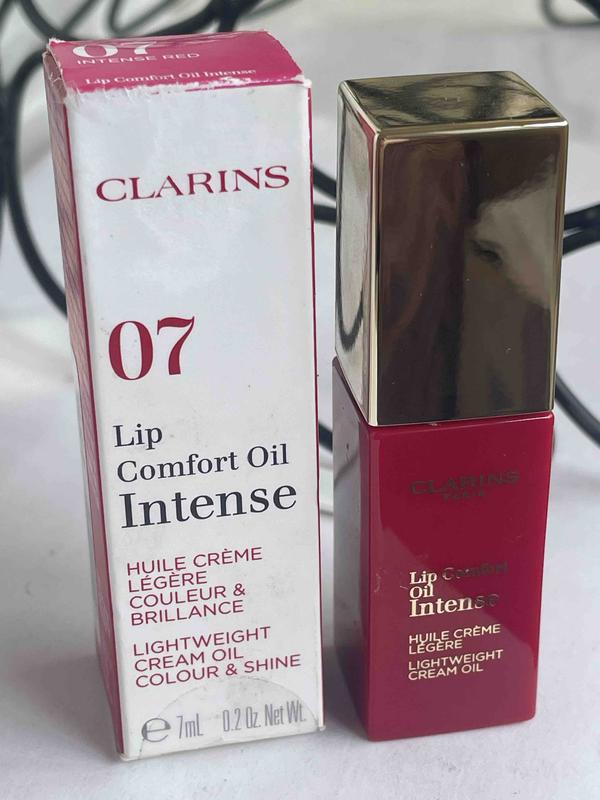 07
INTENSE RED
Lip Comfort Oil Intense
CLARINS
07
Lip
Comfort Oil
Intense
HUILE CRÈME
LÉGÈRE
COULEUR &
BRILLANCE
LIGHTWEIGHT
CREAM OIL
COLOUR & SHINE
e 7mL 0.2 Oz. Net Wt.
CLARINS
PARIS
Lip Comfort
Oil
Intense
HUILE CRÈME
LÉGÈRE
LIGHTWEIGHT
CREAM OIL